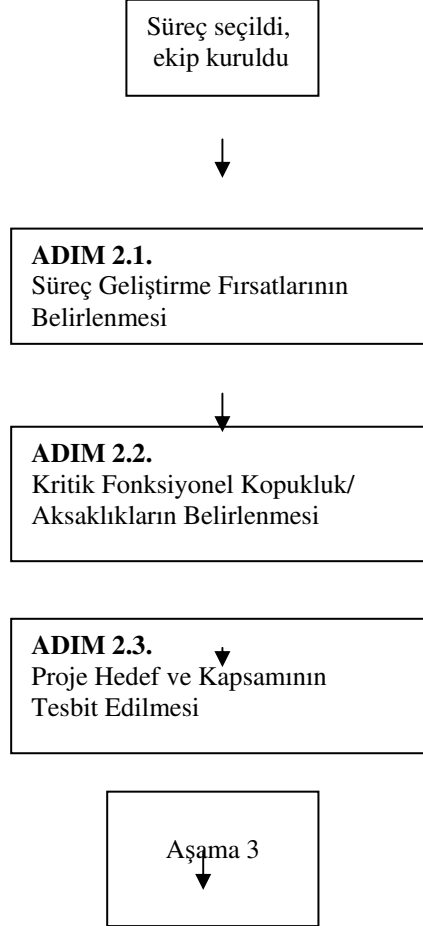 Süreç seçildi,
ekip kuruldu
ADIM 2.1.
Süreç Geliştirme Fırsatlarının
Belirlenmesi
ADIM 2.2.
Kritik Fonksiyonel Kopukluk/
Aksaklıkların Belirlenmesi
ADIM 2.3.
Proje Hedef ve Kapsamının
Tesbit Edilmesi
Aşama 3